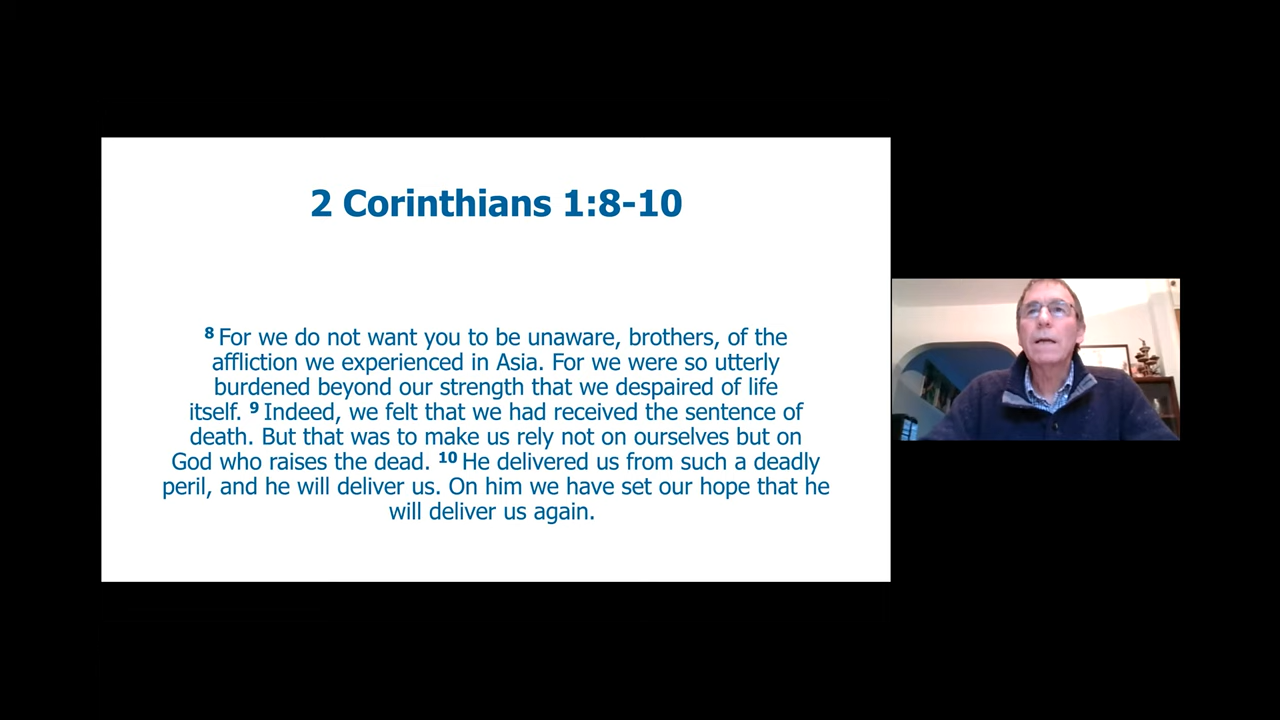 2 Corinthians 1:8-10
8 For we do not want you to be unaware, brothers, of the
affliction we experienced in Asia. For we were so utterly
burdened beyond our strength that we despaired of life
itself. 9 Indeed, we felt that we had received the sentence of
death. But that was to make us rely not on ourselves but on
God who raises the dead. 10 He delivered us from such a deadly
peril, and he will deliver us. On him we have set our hope that he
will deliver us again.